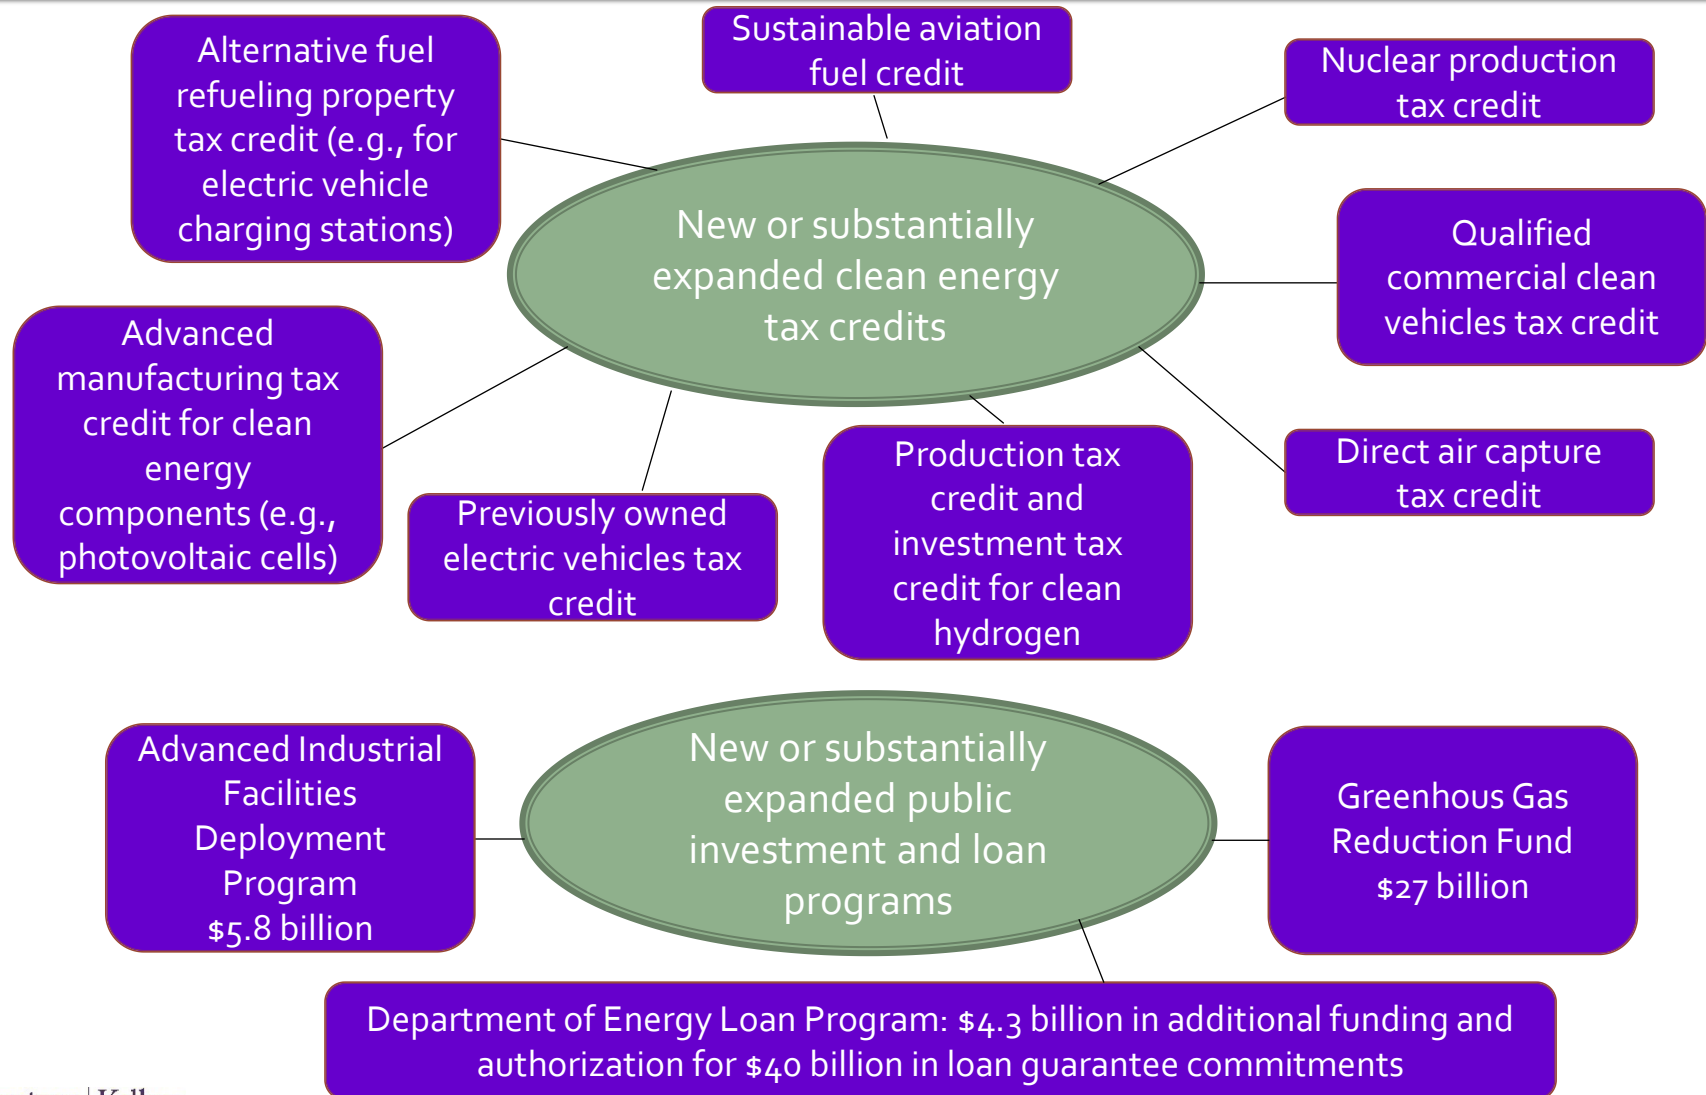 Alternative fuel
refueling property
tax credit (e.g., for
electric vehicle
charging stations)
Sustainable aviation
fuel credit
Nuclear production
tax credit
New or substantially
expanded clean energy
tax credits
Qualified
commercial clean
vehicles tax credit
Advanced
manufacturing tax
credit for clean
energy
components (e.g.,
photovoltaic cells)
Previously owned
electric vehicles tax
credit
Production tax
credit and
investment tax
credit for clean
hydrogen
Direct air capture
tax credit
Advanced Industrial
Facilities
Deployment
Program
$5.8 billion
New or substantially
expanded public
investment and loan
programs
Greenhous Gas
Reduction Fund
$27 billion
Department of Energy Loan Program: $4.3 billion in additional funding and
authorization for $40 billion in loan guarantee commitments